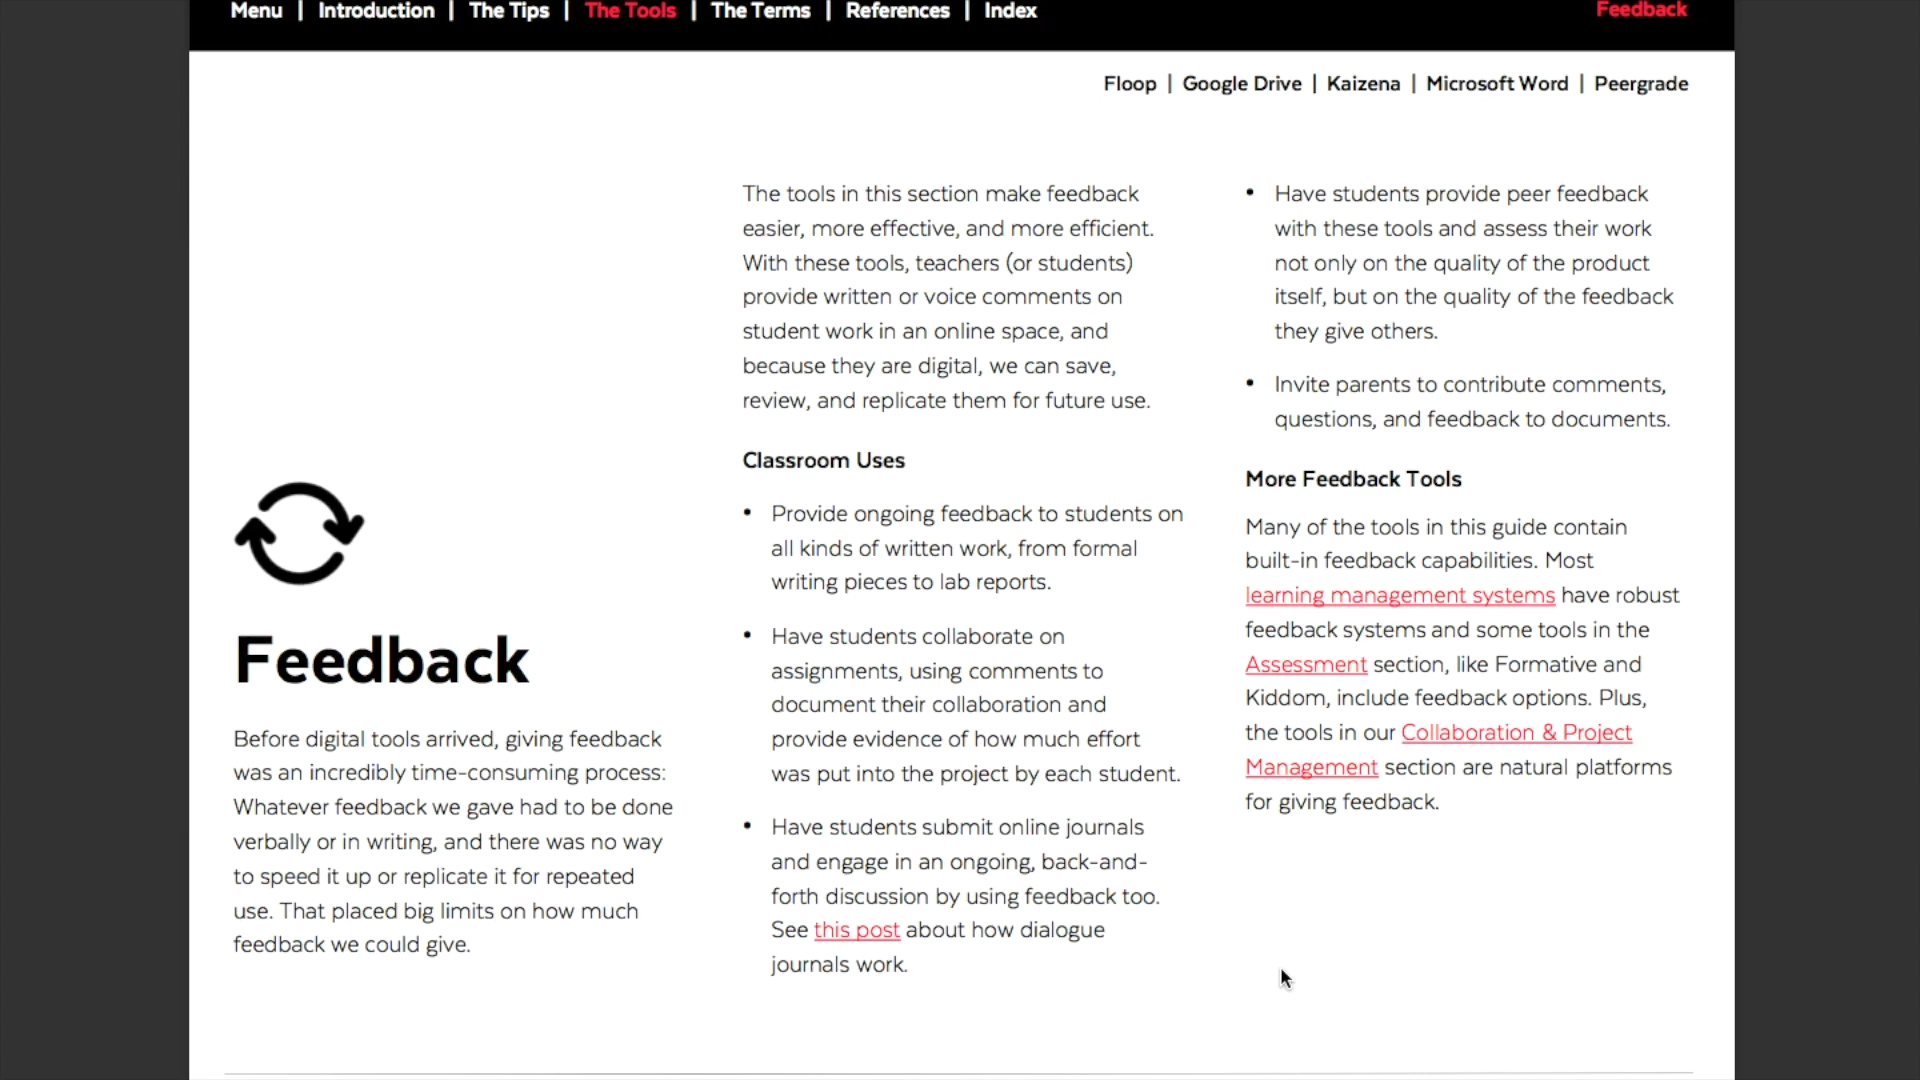 Menu | Introduction | The Tips | The Tools | The Terms | References | Index
Feedback
Floop | Google Drive | Kaizena | Microsoft Word | Peergrade
Feedback
Before digital tools arrived, giving feedback
was an incredibly time-consuming process:
Whatever feedback we gave had to be done
verbally or in writing, and there was no way
to speed it up or replicate it for repeated
use. That placed big limits on how much
feedback we could give.
The tools in this section make feedback
easier, more effective, and more efficient.
With these tools, teachers (or students)
provide written or voice comments on
student work in an online space, and
because they are digital, we can save,
review, and replicate them for future use.
Classroom Uses
• Provide ongoing feedback to students on
all kinds of written work, from formal
writing pieces to lab reports.
• Have students collaborate on
assignments, using comments to
document their collaboration and
provide evidence of how much effort
was put into the project by each student.
• Have students submit online journals
and engage in an ongoing, back-and-
forth discussion by using feedback too.
See this post about how dialogue
journals work.
• Have students provide peer feedback
with these tools and assess their work
not only on the quality of the product
itself, but on the quality of the feedback
they give others.
• Invite parents to contribute comments,
questions, and feedback to documents.
More Feedback Tools
Many of the tools in this guide contain
built-in feedback capabilities. Most
learning management systems have robust
feedback systems and some tools in the
Assessment section, like Formative and
Kiddom, include feedback options. Plus,
the tools in our Collaboration & Project
Management section are natural platforms
for giving feedback.